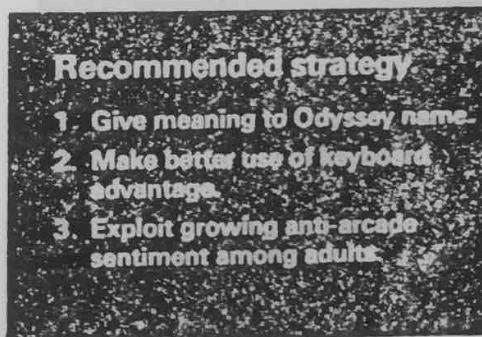 Recommended strategy
1. Give meaning to Odyssey name.
2. Make better use of keyboard
advantage.
3. Exploit growing anti-arcade
sentiment among adults.